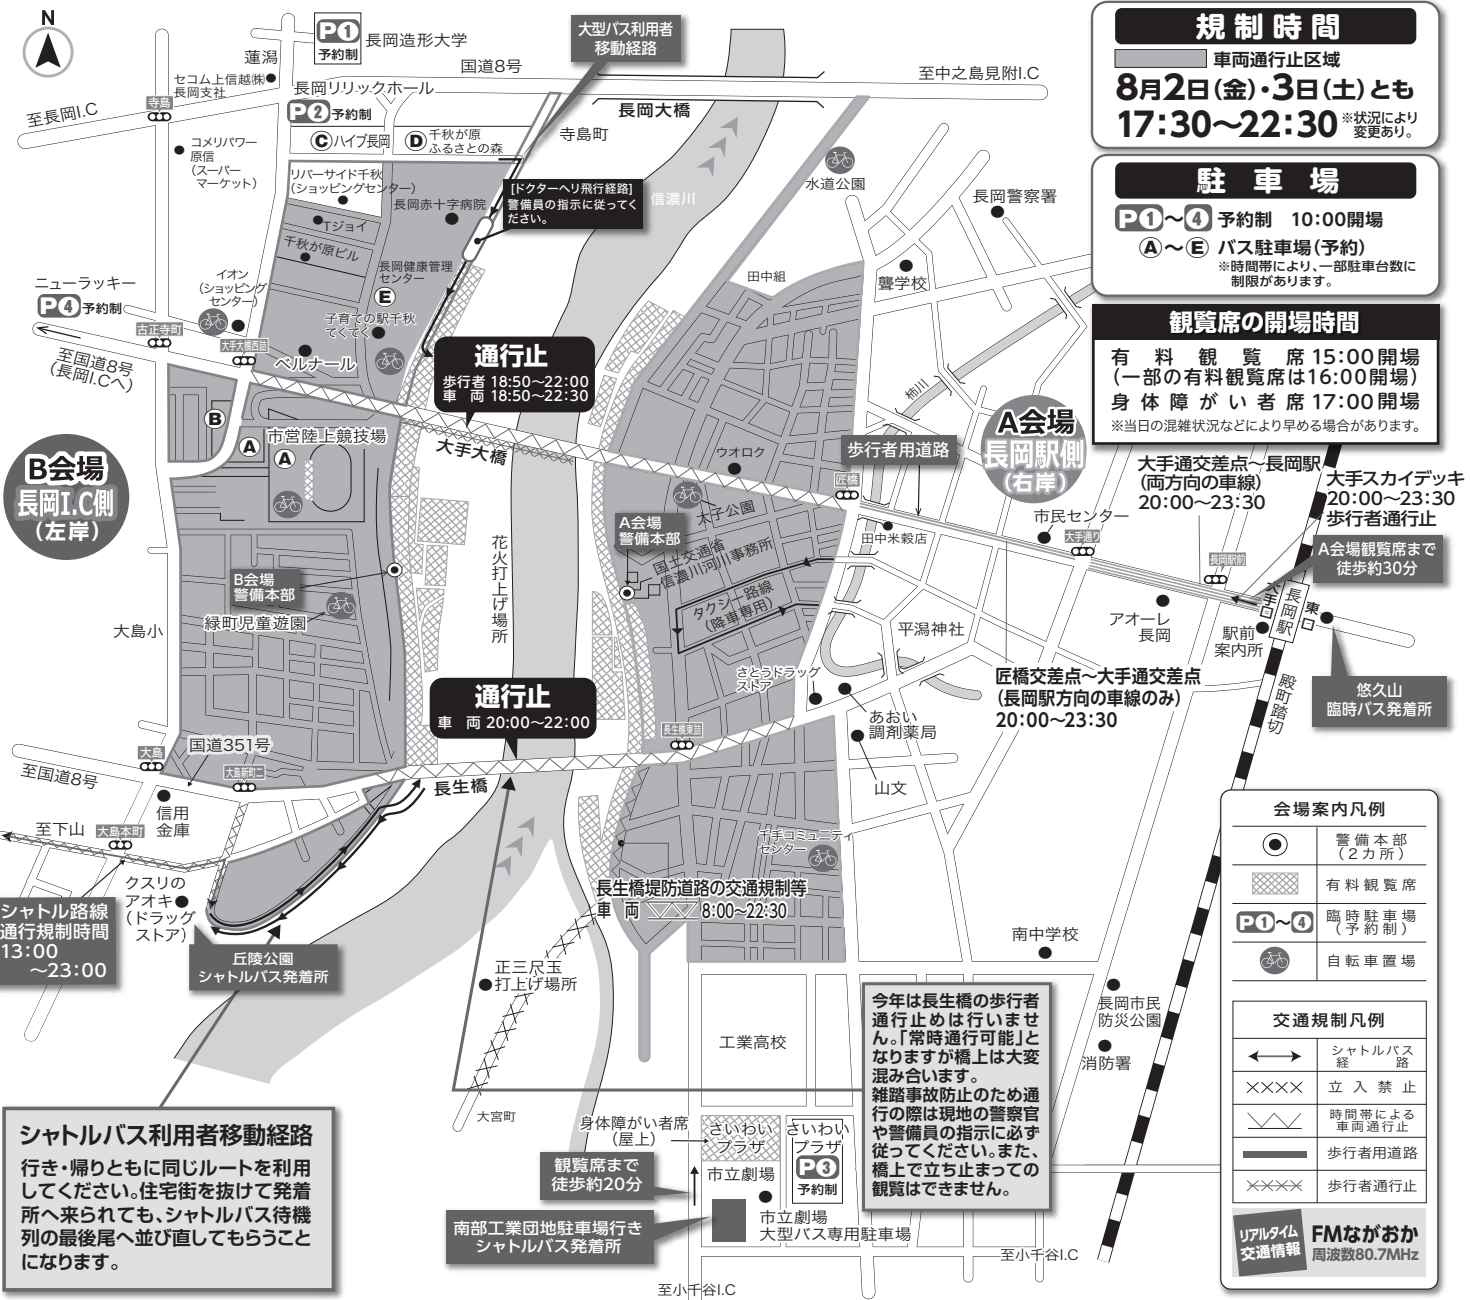 N
P1
予約制
長岡造形大学
大型バス利用者
移動経路
蓮潟
国道8号
セコム上信越㈱
長岡支社
長岡リリックホール
至中之島見附I.C
寺島
P2 予約制
長岡大橋
至長岡I.C
Cハイブ長岡
D千秋が原
ふるさとの森
寺島町
コメリパワー
原信
(スーパー
マーケット)
リバーサイド千秋
(ショッピングセンター)
[ドクターヘリ飛行経路]
警備員の指示に従ってく
ださい。
信濃川
水道公園
長岡警察署
長岡赤十字病院
Tジョイ
千秋が原ビル
長岡健康管理
センター
E
田中組
聾学校
ニューラッキー
P4 予約制
イオン
(ショッピング
センター)
子育ての駅千秋
てくてく
古正寺町
大手大橋西詰
ベルナール
至国道8号
(長岡I.Cへ)
通行止
歩行者 18:50〜22:00
車 両 18:50〜22:30
柿川
B
A
市営陸上競技場
A
大手大橋
ウオロク
歩行者用道路
A会場
長岡駅側
(右岸)
B会場
長岡I.C側
(左岸)
匠橋
太子公園
大手通交差点〜長岡駅
(両方向の車線)
20:00〜23:30
大手スカイデッキ
20:00〜23:30
歩行者通行止
A会場
警備本部
田中米穀店
市民センター
大手通り
長岡駅前
A会場観覧席まで
徒歩約30分
国土交通省
信濃川河川事務所
花火打上げ場所
B会場
警備本部
緑町児童遊園
タクシー路線
(降車専用)
大島小
平潟神社
アオーレ
長岡
大手口
長岡駅
東口
駅前
案内所
さとうドラッグ
ストア
匠橋交差点〜大手通交差点
(長岡駅方向の車線のみ)
20:00〜23:30
悠久山
臨時バス発着所
殿町踏切
通行止
車 両 20:00〜22:00
あおい
調剤薬局
長生橋東詰
大島
国道351号
大島新町二
至国道8号
長生橋
山文
信用
金庫
至下山
大島本町
千手コミュニティ
センター
クスリの
アオキ
(ドラッグ
ストア)
長生橋堤防道路の交通規制等
車 両 8:00〜22:30
シャトル路線
通行規制時間
13:00
〜23:00
丘陵公園
シャトルバス発着所
正三尺玉
打上げ場所
南中学校
長岡市民
防災公園
消防署
工業高校
今年は長生橋の歩行者
通行止めは行いませ
ん。「常時通行可能」と
なりますが橋上は大変
混み合います。
雑踏事故防止のため通
行の際は現地の警察官
や警備員の指示に必ず
従ってください。また、
橋上で立ち止まっての
観覧はできません。
大宮町
身体障がい者席
(屋上)
さいわい
プラザ
さいわい
プラザ
P3
予約制
観覧席まで
徒歩約20分
市立劇場
市立劇場
大型バス専用駐車場
南部工業団地駐車場行き
シャトルバス発着所
至小千谷I.C
至小千谷I.C
シャトルバス利用者移動経路
行き・帰りともに同じルートを利用
してください。住宅街を抜けて発着
所へ来られても、シャトルバス待機
列の最後尾へ並び直してもらうこと
になります。
規制時間
車両通行止区域
8月2日(金)・3日(土)とも
17:30〜22:30 ※状況により
変更あり。
駐車場
P1〜4 予約制 10:00開場
A〜E バス駐車場(予約)
※時間帯により、一部駐車台数に
制限があります。
観覧席の開場時間
有料観覧席 15:00開場
(一部の有料観覧席は16:00開場)
身体障がい者席 17:00開場
※当日の混雑状況などにより早める場合があります。
会場案内凡例
警備本部
(2カ所)
有料観覧席
P1〜4 臨時駐車場
(予約制)
自転車置場
交通規制凡例
シャトルバス
経路
立入禁止
時間帯による
車両通行止
歩行者用道路
歩行者通行止
リアルタイム
交通情報
FMながおか
周波数80.7MHz